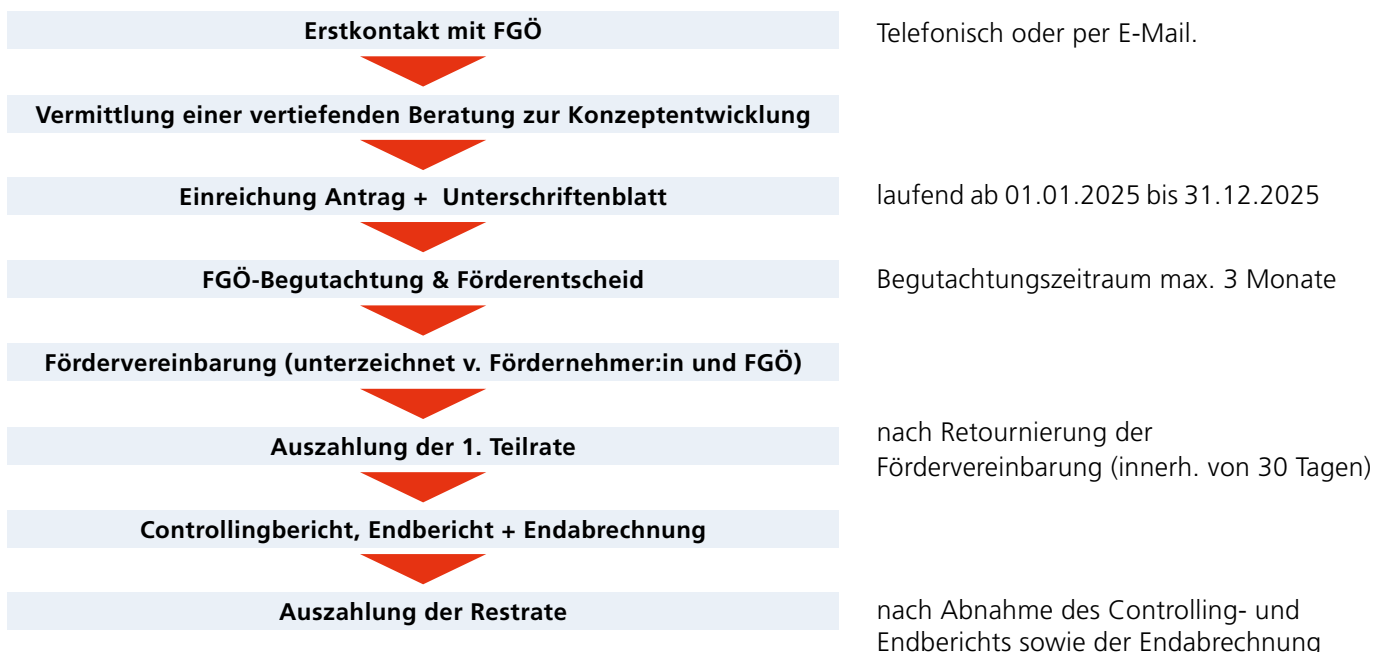 Erstkontakt mit FGÖ
Telefonisch oder per E-Mail.
Vermittlung einer vertiefenden Beratung zur Konzeptentwicklung
Einreichung Antrag + Unterschriftenblatt
laufend ab 01.01.2025 bis 31.12.2025
FGÖ-Begutachtung & Förderentscheid
Begutachtungszeitraum max. 3 Monate
Fördervereinbarung (unterzeichnet v. Fördernehmer:in und FGÖ)
Auszahlung der 1. Teilrate
nach Retournierung der
Fördervereinbarung (innerh. von 30 Tagen)
Controllingbericht, Endbericht + Endabrechnung
Auszahlung der Restrate
nach Abnahme des Controlling- und
Endberichts sowie der Endabrechnung